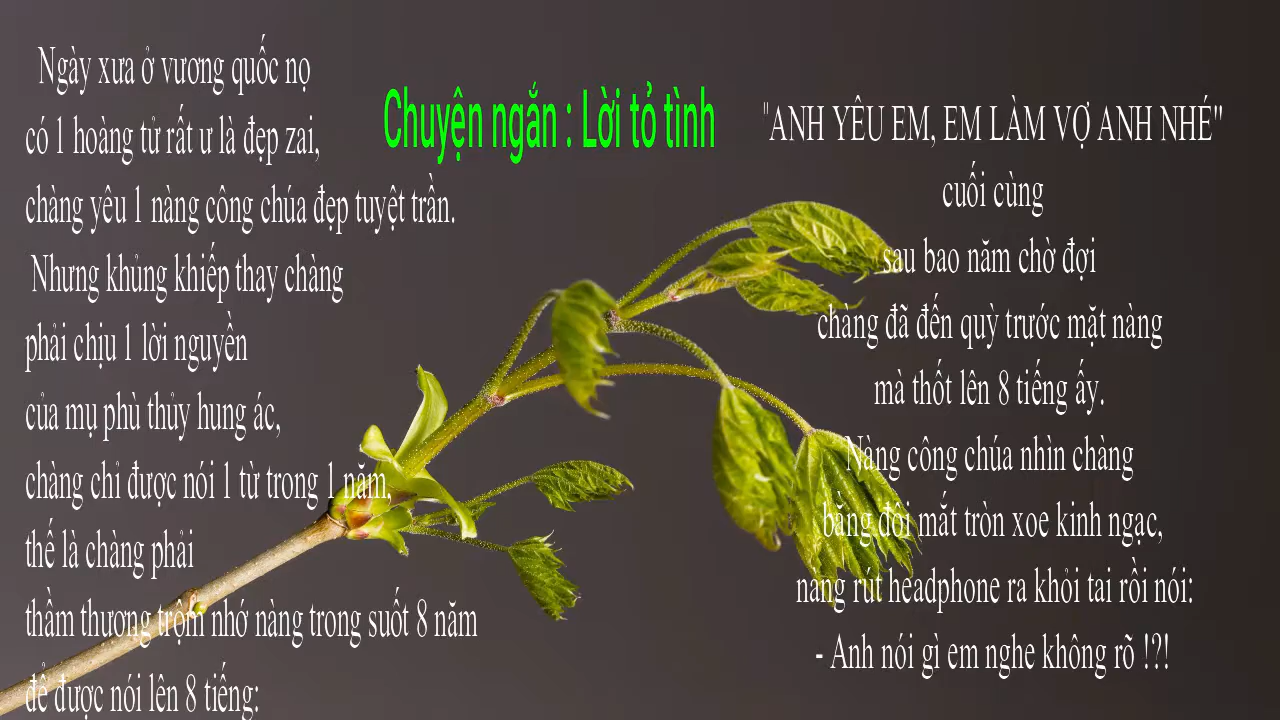 Chuyện ngắn : Lời tỏ tình
Ngày xưa ở vương quốc nọ
có 1 hoàng tử rất ư là đẹp zai,
chàng yêu 1 nàng công chúa đẹp tuyệt trần.
Nhưng khủng khiếp thay chàng
phải chịu 1 lời nguyền
của mụ phù thủy hung ác,
chàng chỉ được nói 1 từ trong 1 năm,
thế là chàng phải
thầm thương trộm nhớ nàng trong suốt 8 năm
để được nói lên 8 tiếng:
"ANH YÊU EM, EM LÀM VỢ ANH NHÉ"
cuối cùng
sau bao năm chờ đợi
chàng đã đến quỳ trước mặt nàng
mà thốt lên 8 tiếng ấy.
Nàng công chúa nhìn chàng
bằng đôi mắt tròn xoe kinh ngạc,
nàng rút headphone ra khỏi tai rồi nói:
- Anh nói gì em nghe không rõ !?!